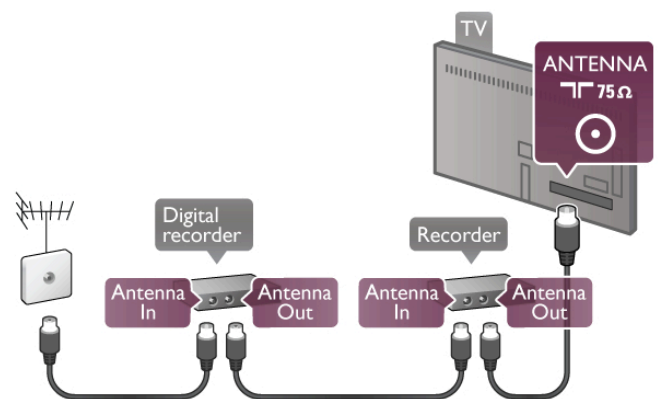 TV
ANTENNA
75 Ω
Digital
recorder
Recorder
Antenna
In
Antenna
Out
Antenna
In
Antenna
Out